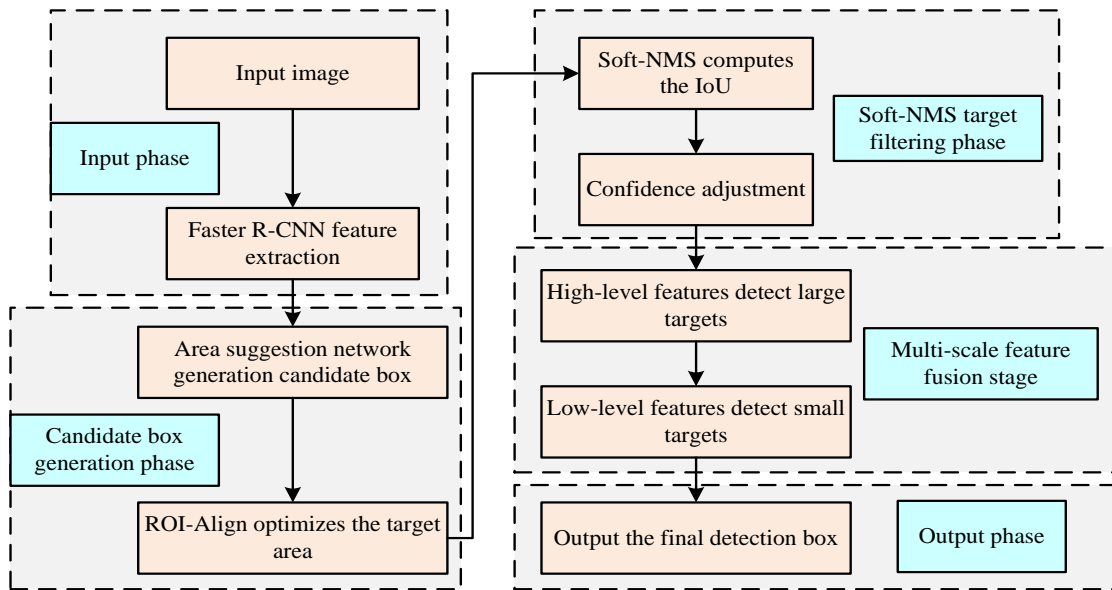 Input image
Input phase
Faster R-CNN feature
extraction
Area suggestion network
generation candidate box
Candidate box
generation phase
ROI-Align optimizes the target
area
Soft-NMS computes
the IoU
Soft-NMS target
filtering phase
Confidence adjustment
High-level features detect large
targets
Multi-scale feature
fusion stage
Low-level features detect small
targets
Output the final detection box
Output phase